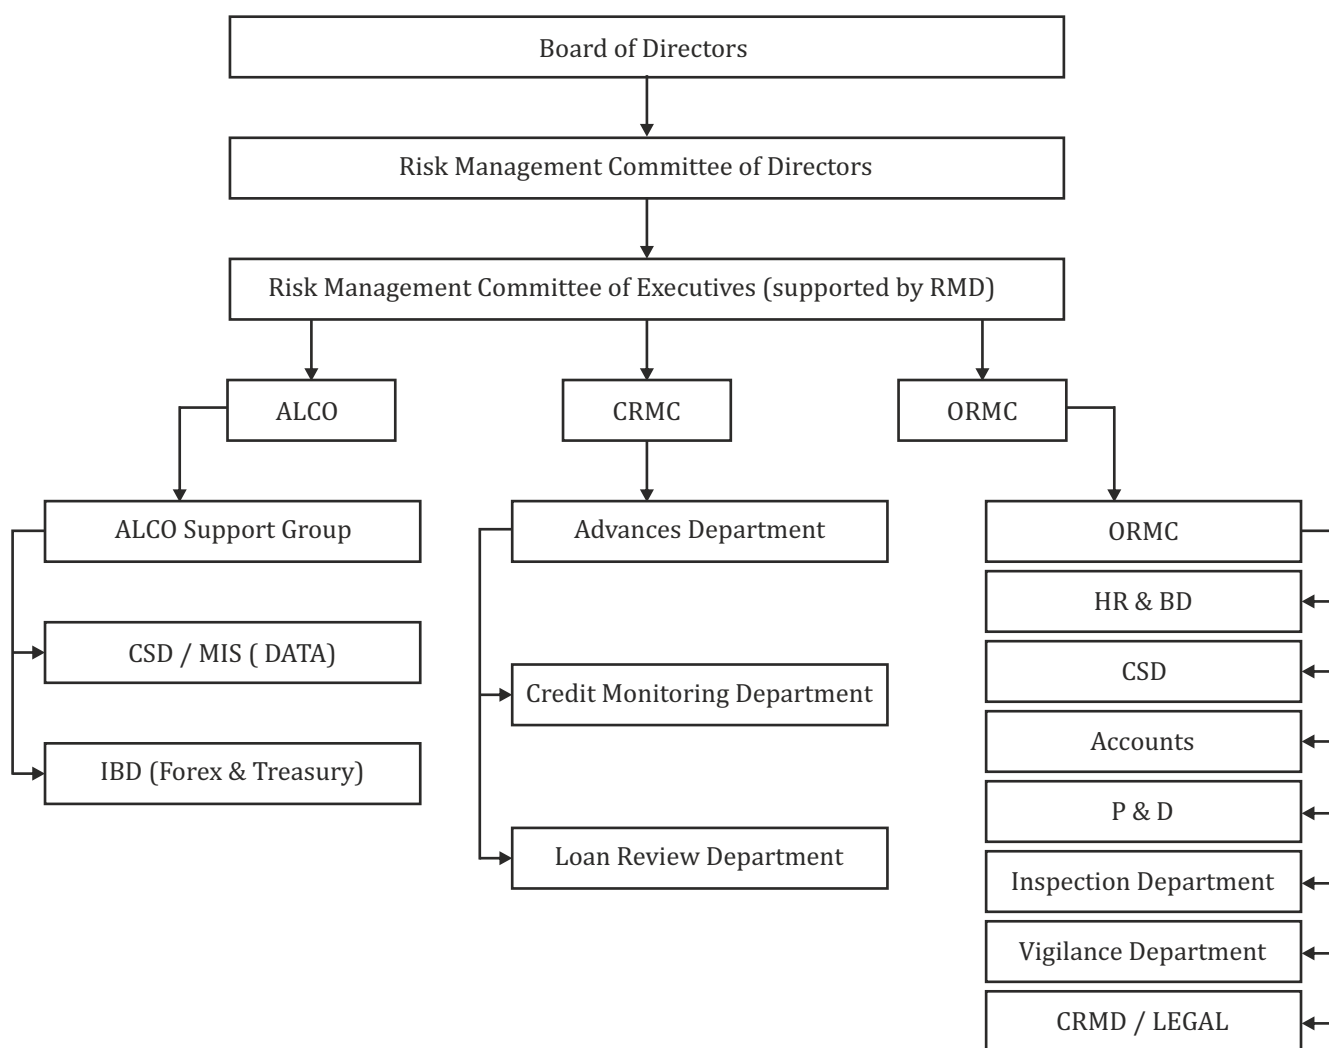 Board of Directors
Risk Management Committee of Directors
Risk Management Committee of Executives (supported by RMD)
ALCO
CRMC
ORMC
ALCO Support Group
CSD / MIS ( DATA)
IBD (Forex & Treasury)
Advances Department
Credit Monitoring Department
Loan Review Department
ORMC
HR & BD
CSD
Accounts
P & D
Inspection Department
Vigilance Department
CRMD / LEGAL